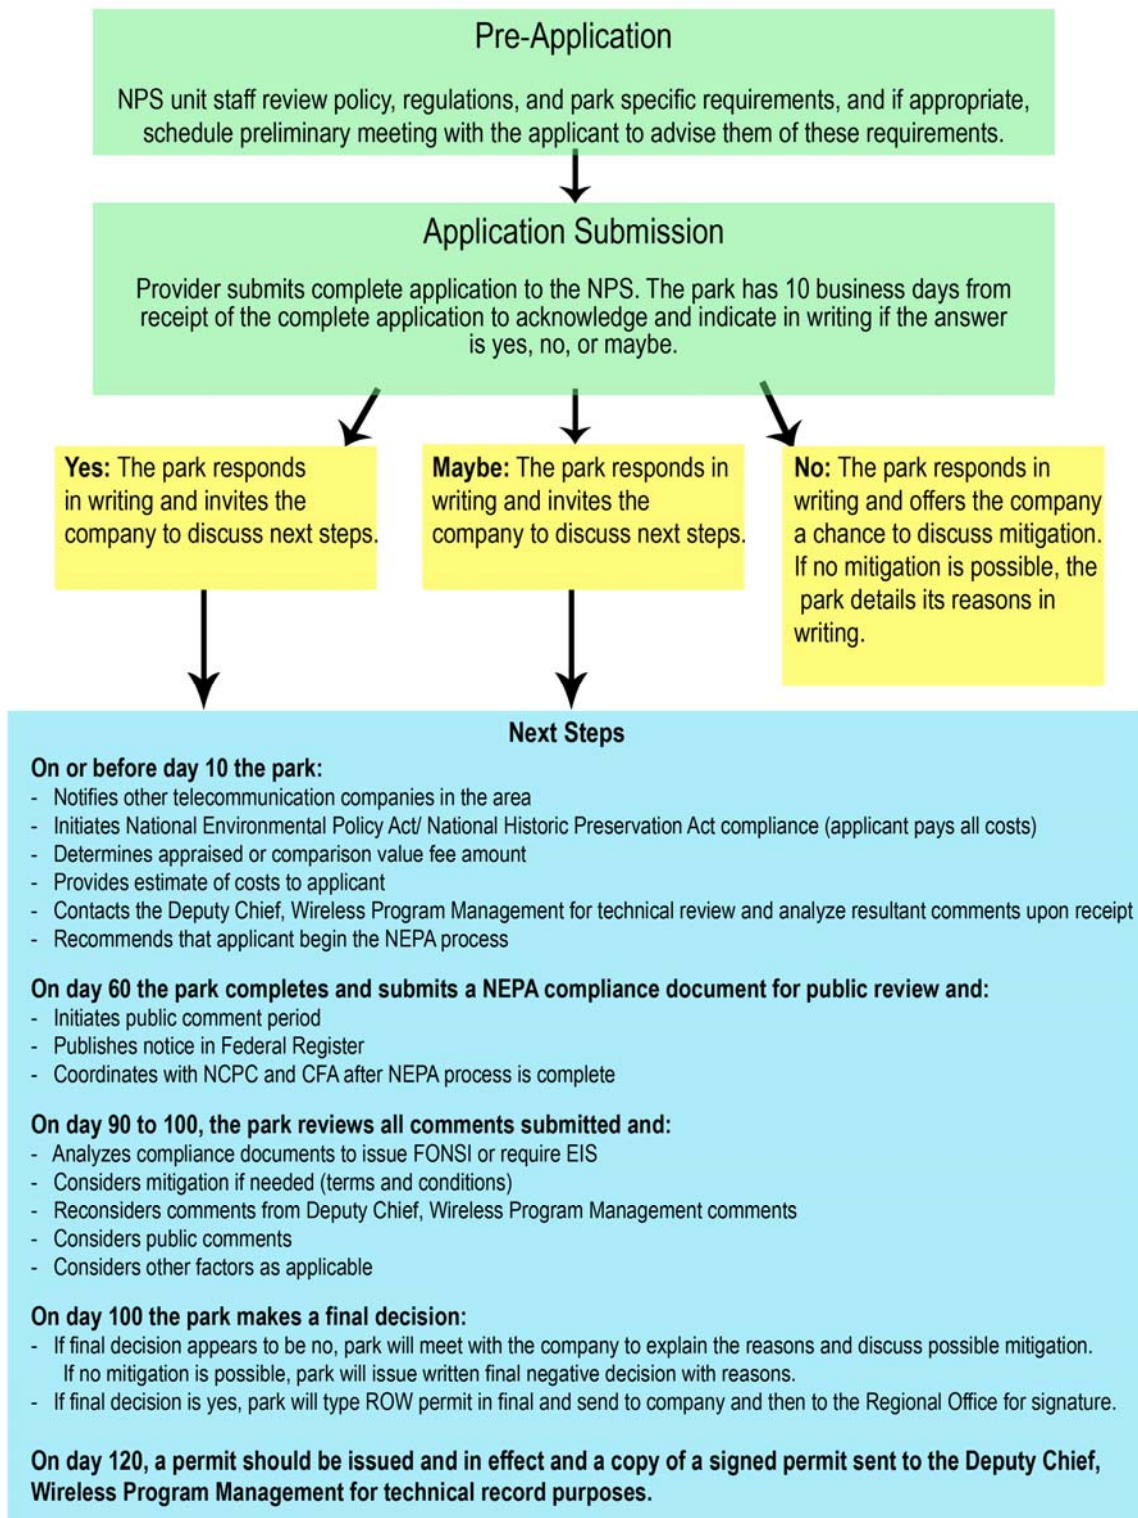 Pre-Application
NPS unit staff review policy, regulations, and park specific requirements, and if appropriate,
schedule preliminary meeting with the applicant to advise them of these requirements.
Application Submission
Provider submits complete application to the NPS. The park has 10 business days from
receipt of the complete application to acknowledge and indicate in writing if the answer
is yes, no, or maybe.
Yes: The park responds
in writing and invites the
company to discuss next steps.
Maybe: The park responds in
writing and invites the
company to discuss next steps.
No: The park responds in
writing and offers the company
a chance to discuss mitigation.
If no mitigation is possible, the
park details its reasons in
writing.
Next Steps
On or before day 10 the park:
- Notifies other telecommunication companies in the area
- Initiates National Environmental Policy Act/ National Historic Preservation Act compliance (applicant pays all costs)
- Determines appraised or comparison value fee amount
- Provides estimate of costs to applicant
- Contacts the Deputy Chief, Wireless Program Management for technical review and analyze resultant comments upon receipt
- Recommends that applicant begin the NEPA process
On day 60 the park completes and submits a NEPA compliance document for public review and:
- Initiates public comment period
- Publishes notice in Federal Register
- Coordinates with NCPC and CFA after NEPA process is complete
On day 90 to 100, the park reviews all comments submitted and:
- Analyzes compliance documents to issue FONSI or require EIS
- Considers mitigation if needed (terms and conditions)
- Reconsiders comments from Deputy Chief, Wireless Program Management comments
- Considers public comments
- Considers other factors as applicable
On day 100 the park makes a final decision:
- If final decision appears to be no, park will meet with the company to explain the reasons and discuss possible mitigation.
If no mitigation is possible, park will issue written final negative decision with reasons.
- If final decision is yes, park will type ROW permit in final and send to company and then to the Regional Office for signature.
On day 120, a permit should be issued and in effect and a copy of a signed permit sent to the Deputy Chief,
Wireless Program Management for technical record purposes.